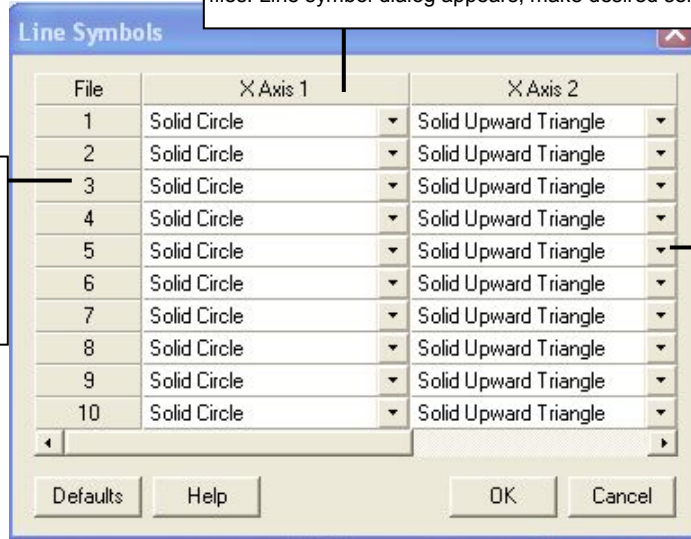 files. Line symbol dialog appears; make desired
Line Symbols
File X Axis 1 X Axis 2
1 Solid Circle Solid Upward Triangle
2 Solid Circle Solid Upward Triangle
3 Solid Circle Solid Upward Triangle
4 Solid Circle Solid Upward Triangle
5 Solid Circle Solid Upward Triangle
6 Solid Circle Solid Upward Triangle
7 Solid Circle Solid Upward Triangle
8 Solid Circle Solid Upward Triangle
9 Solid Circle Solid Upward Triangle
10 Solid Circle Solid Upward Triangle
Defaults Help OK Cancel